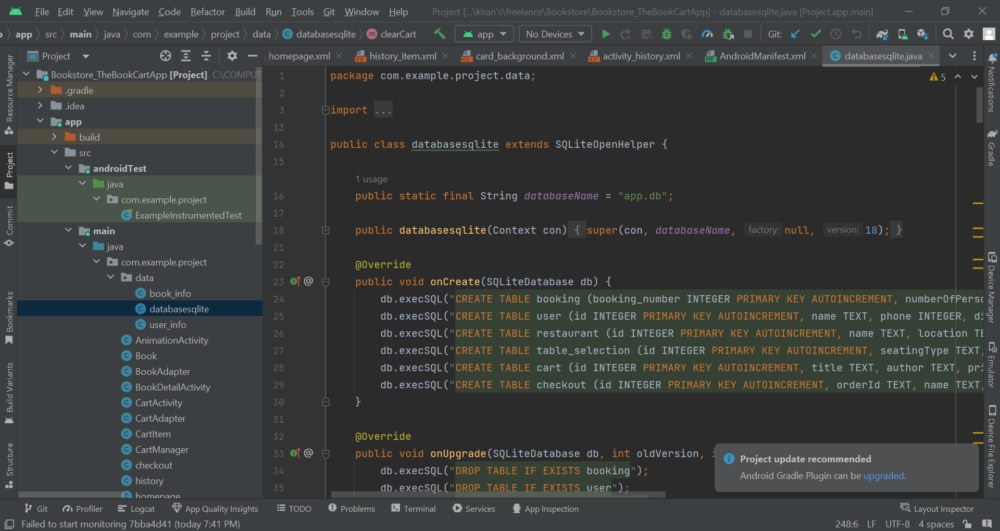 File Edit View Navigate Code Refactor Build Run Tools Git Window Help Project [...\kiran's\freelance\Bookstore\Bookstore_TheBookCartApp] - databasesqlite.java [Project.app.main]
app src main java com example project data databasesqlite clearCart app No Devices Git:
Project
homepage.xml history_item.xml card_background.xml activity_history.xml AndroidManifest.xml databasesqlite.java
Resource Manager
Project
Commit
Bookmarks
Build Variants
Structure
Bookstore_TheBookCartApp [Project] C:\COMPUT
.gradle
.idea
app
build
src
androidTest
java
com.example.project
ExampleInstrumentedTest
main
java
com.example.project
data
book_info
databasesqlite
user_info
AnimationActivity
Book
BookAdapter
BookDetailActivity
CartActivity
CartAdapter
CartItem
CartManager
checkout
history
homepage
5
1 package com.example.project.data;
2
3 import ...
13
14 public class databasesqlite extends SQLiteOpenHelper {
15
1 usage
16 public static final String databaseName = "app.db";
17
18 public databasesqlite(Context con) { super(con, databaseName, factory: null, version: 18); }
21
22 @Override
23 public void onCreate(SQLiteDatabase db) {
24 db.execSQL("CREATE TABLE booking (booking_number INTEGER PRIMARY KEY AUTOINCREMENT, numberOfPerso
25 db.execSQL("CREATE TABLE user (id INTEGER PRIMARY KEY AUTOINCREMENT, name TEXT, phone INTEGER, di
26 db.execSQL("CREATE TABLE restaurant (id INTEGER PRIMARY KEY AUTOINCREMENT, name TEXT, location TE
27 db.execSQL("CREATE TABLE table_selection (id INTEGER PRIMARY KEY AUTOINCREMENT, seatingType TEXT,
28 db.execSQL("CREATE TABLE cart (id INTEGER PRIMARY KEY AUTOINCREMENT, title TEXT, author TEXT, pri
29 db.execSQL("CREATE TABLE checkout (id INTEGER PRIMARY KEY AUTOINCREMENT, orderId TEXT, name TEXT,
30 }
31
32 @Override
33 public void onUpgrade(SQLiteDatabase db, int oldVersion, i
34 db.execSQL("DROP TABLE IF EXISTS booking");
35 db.execSQL("DROP TABLE IF EXISTS user");
Project update recommended
Android Gradle Plugin can be upgraded.
Notifications
Gradle
Device Manager
Emulator
Device File Explorer
Git Profiler Logcat App Quality Insights TODO Problems Terminal Services App Inspection Layout Inspector
Failed to start monitoring 7bba4d41 (today 7:41 PM) 248:6 LF UTF-8 4 spaces